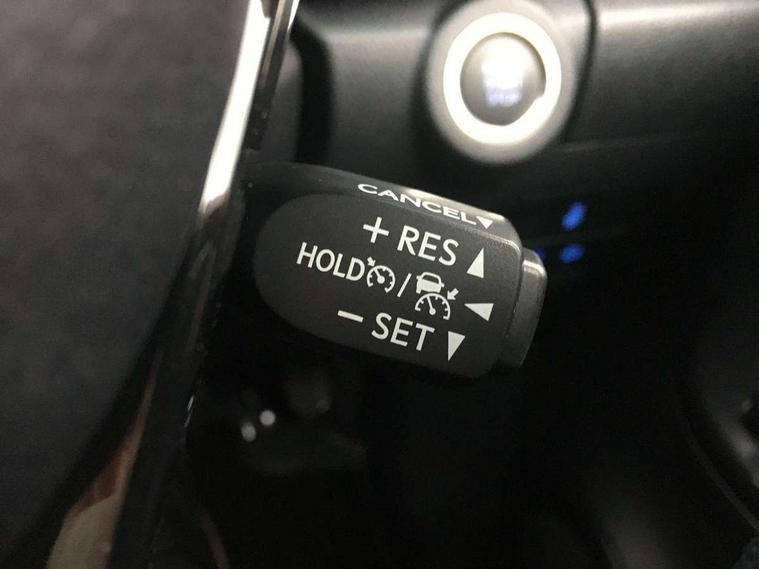 CANCEL▼
+ RES ▲
HOLD / ◀
− SET ▼